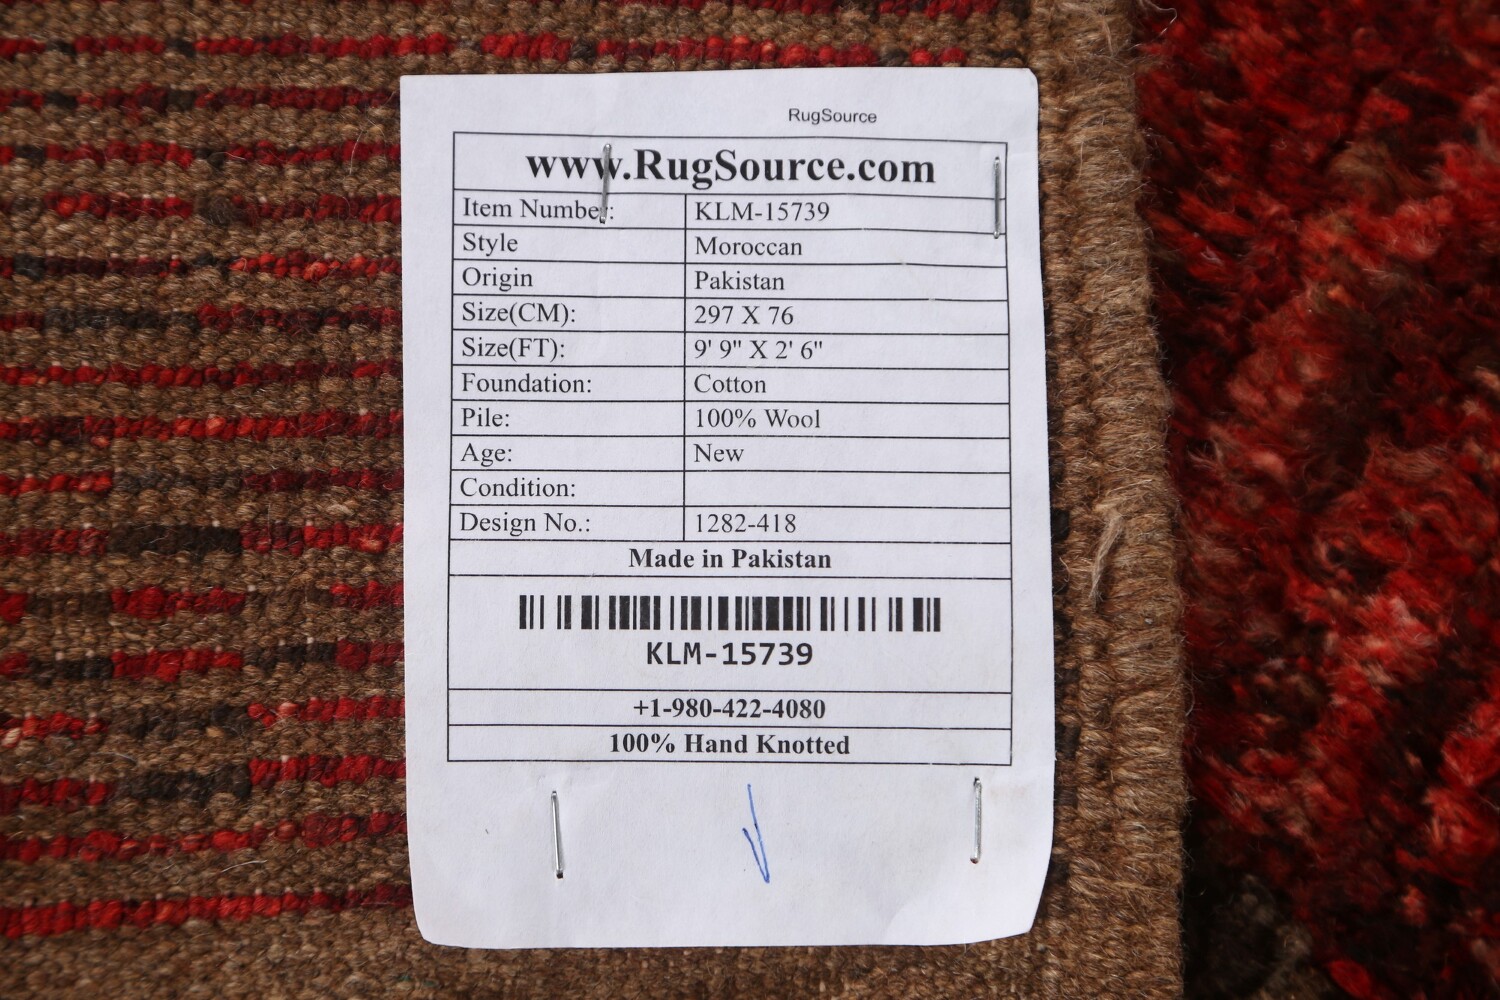 RugSource
www.RugSource.com
Item Number: KLM-15739
Style Moroccan
Origin Pakistan
Size(CM): 297 X 76
Size(FT): 9' 9" X 2' 6"
Foundation: Cotton
Pile: 100% Wool
Age: New
Condition:
Design No.: 1282-418
Made in Pakistan
KLM-15739
+1-980-422-4080
100% Hand Knotted